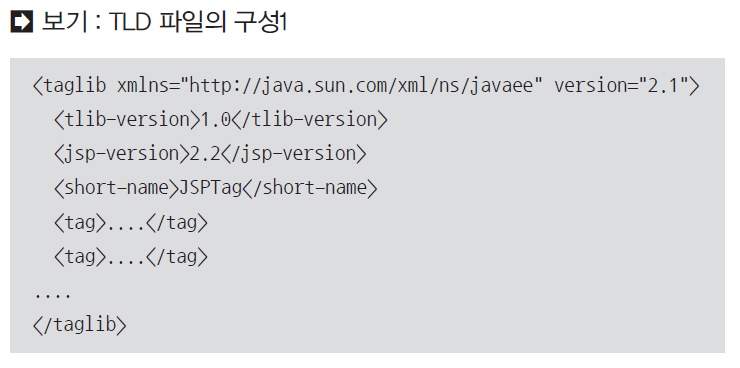 ➡ 보기 : TLD 파일의 구성1
<taglib xmlns="http://java.sun.com/xml/ns/javaee" version="2.1">
<tlib-version>1.0</tlib-version>
<jsp-version>2.2</jsp-version>
<short-name>JSPTag</short-name>
<tag>....</tag>
<tag>....</tag>
....
</taglib>